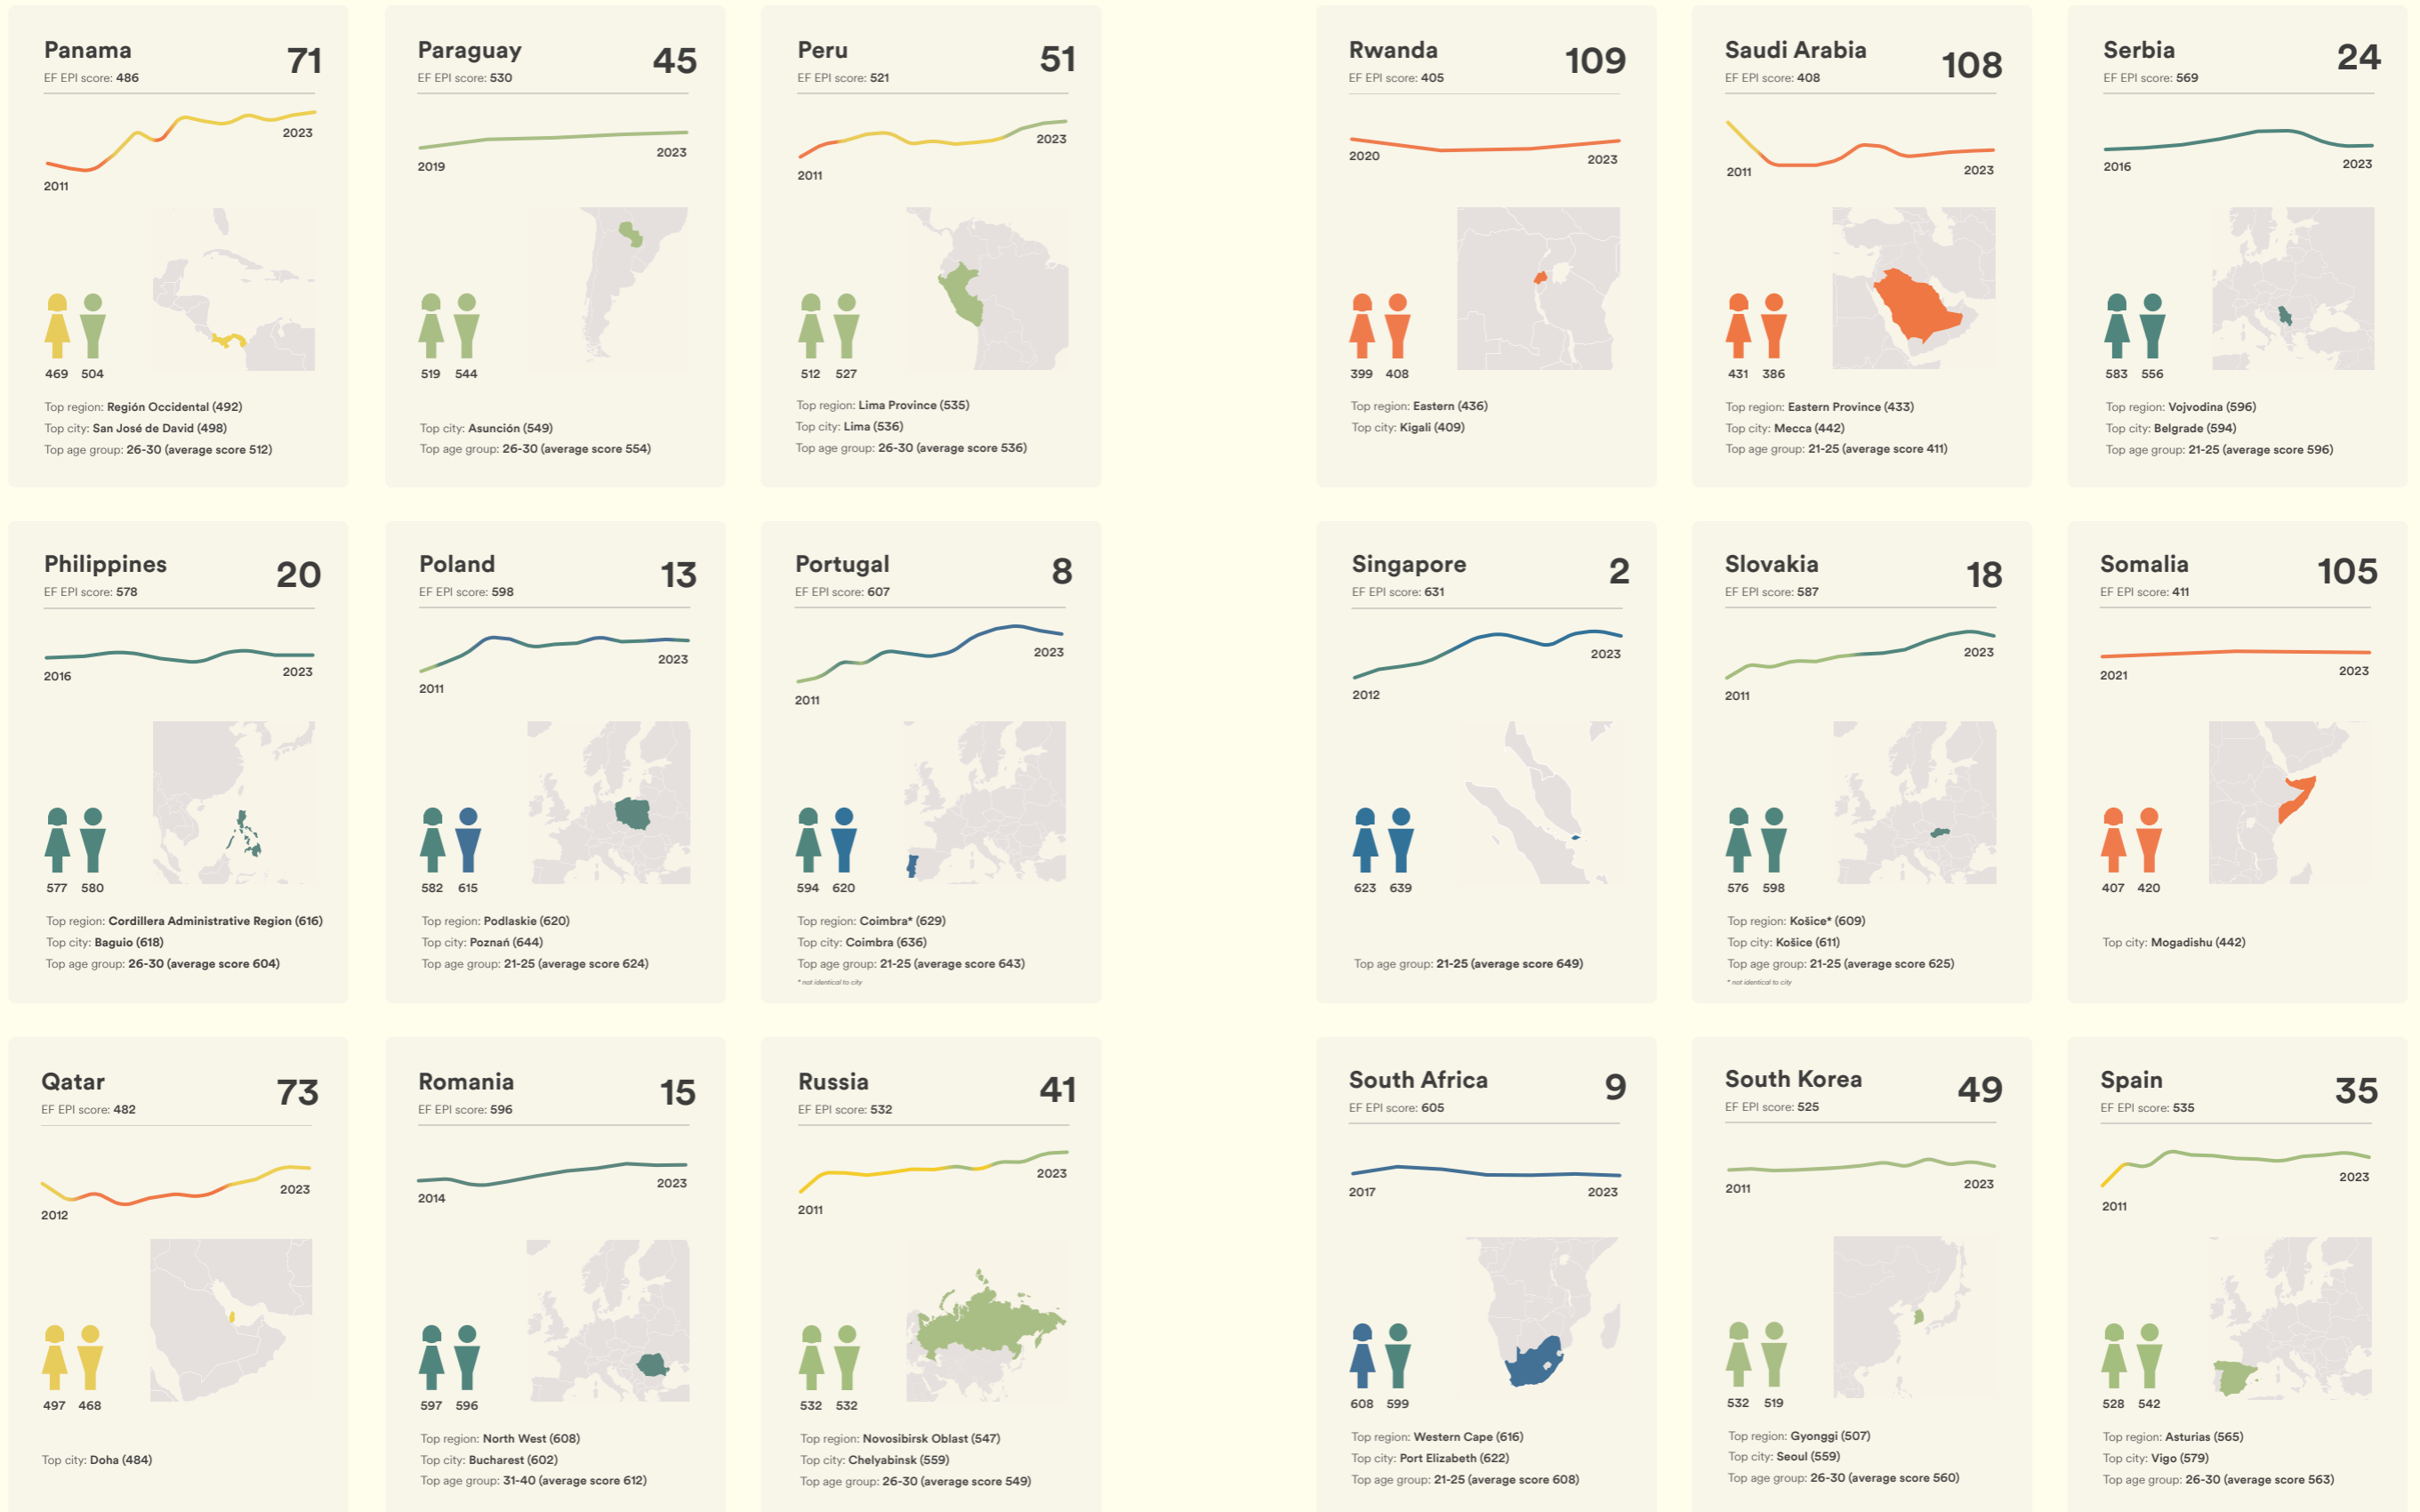 Panama
71
EF EPI score: 486
2023
2011
469 504
Top region: Región Occidental (492)
Top city: San José de David (498)
Top age group: 26-30 (average score 512)
Paraguay
45
EF EPI score: 530
2019
2023
519 544
Top city: Asunción (549)
Top age group: 26-30 (average score 554)
Peru
51
EF EPI score: 521
2023
2011
512 527
Top region: Lima Province (535)
Top city: Lima (536)
Top age group: 26-30 (average score 536)
Rwanda
109
EF EPI score: 405
2020
2023
399 408
Top region: Eastern (436)
Top city: Kigali (409)
Saudi Arabia
108
EF EPI score: 408
2011
2023
431 386
Top region: Eastern Province (433)
Top city: Mecca (442)
Top age group: 21-25 (average score 411)
Serbia
24
EF EPI score: 569
2016
2023
583 556
Top region: Vojvodina (596)
Top city: Belgrade (594)
Top age group: 21-25 (average score 596)
Philippines
20
EF EPI score: 578
2016
2023
577 580
Top region: Cordillera Administrative Region (616)
Top city: Baguio (618)
Top age group: 26-30 (average score 604)
Poland
13
EF EPI score: 598
2023
2011
582 615
Top region: Podlaskie (620)
Top city: Poznań (644)
Top age group: 21-25 (average score 624)
Portugal
8
EF EPI score: 607
2023
2011
594 620
Top region: Coimbra* (629)
Top city: Coimbra (636)
Top age group: 21-25 (average score 643)
* not identical to city
Singapore
2
EF EPI score: 631
2023
2012
623 639
Top age group: 21-25 (average score 649)
Slovakia
18
EF EPI score: 587
2023
2011
576 598
Top region: Košice* (609)
Top city: Košice (611)
Top age group: 21-25 (average score 625)
* not identical to city
Somalia
105
EF EPI score: 411
2021
2023
407 420
Top city: Mogadishu (442)
Qatar
73
EF EPI score: 482
2023
2012
497 468
Top city: Doha (484)
Romania
15
EF EPI score: 596
2014
2023
597 596
Top region: North West (608)
Top city: Bucharest (602)
Top age group: 31-40 (average score 612)
Russia
41
EF EPI score: 532
2023
2011
532 532
Top region: Novosibirsk Oblast (547)
Top city: Chelyabinsk (559)
Top age group: 26-30 (average score 549)
South Africa
9
EF EPI score: 605
2017
2023
608 599
Top region: Western Cape (616)
Top city: Port Elizabeth (622)
Top age group: 21-25 (average score 608)
South Korea
49
EF EPI score: 525
2011
2023
532 519
Top region: Gyonggi (507)
Top city: Seoul (559)
Top age group: 26-30 (average score 560)
Spain
35
EF EPI score: 535
2023
2011
528 542
Top region: Asturias (565)
Top city: Vigo (579)
Top age group: 26-30 (average score 563)